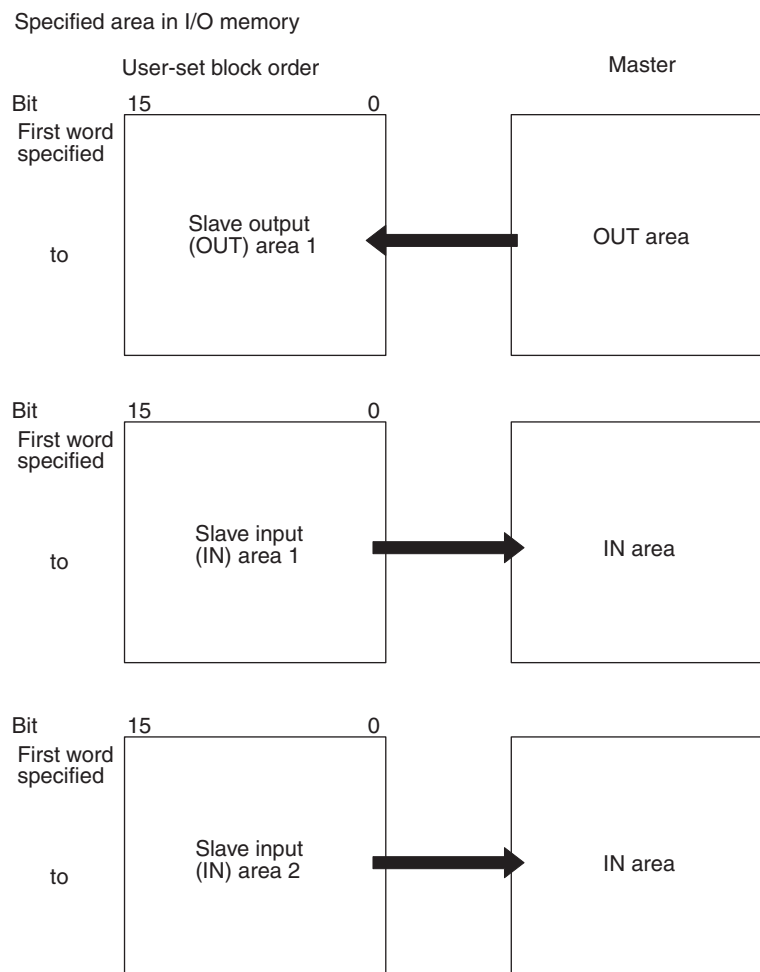 Specified area in I/O memory
User-set block order
Master
Bit 15 0
First word
specified
to
Slave output
(OUT) area 1
OUT area
Bit 15 0
First word
specified
to
Slave input
(IN) area 1
IN area
Bit 15 0
First word
specified
to
Slave input
(IN) area 2
IN area